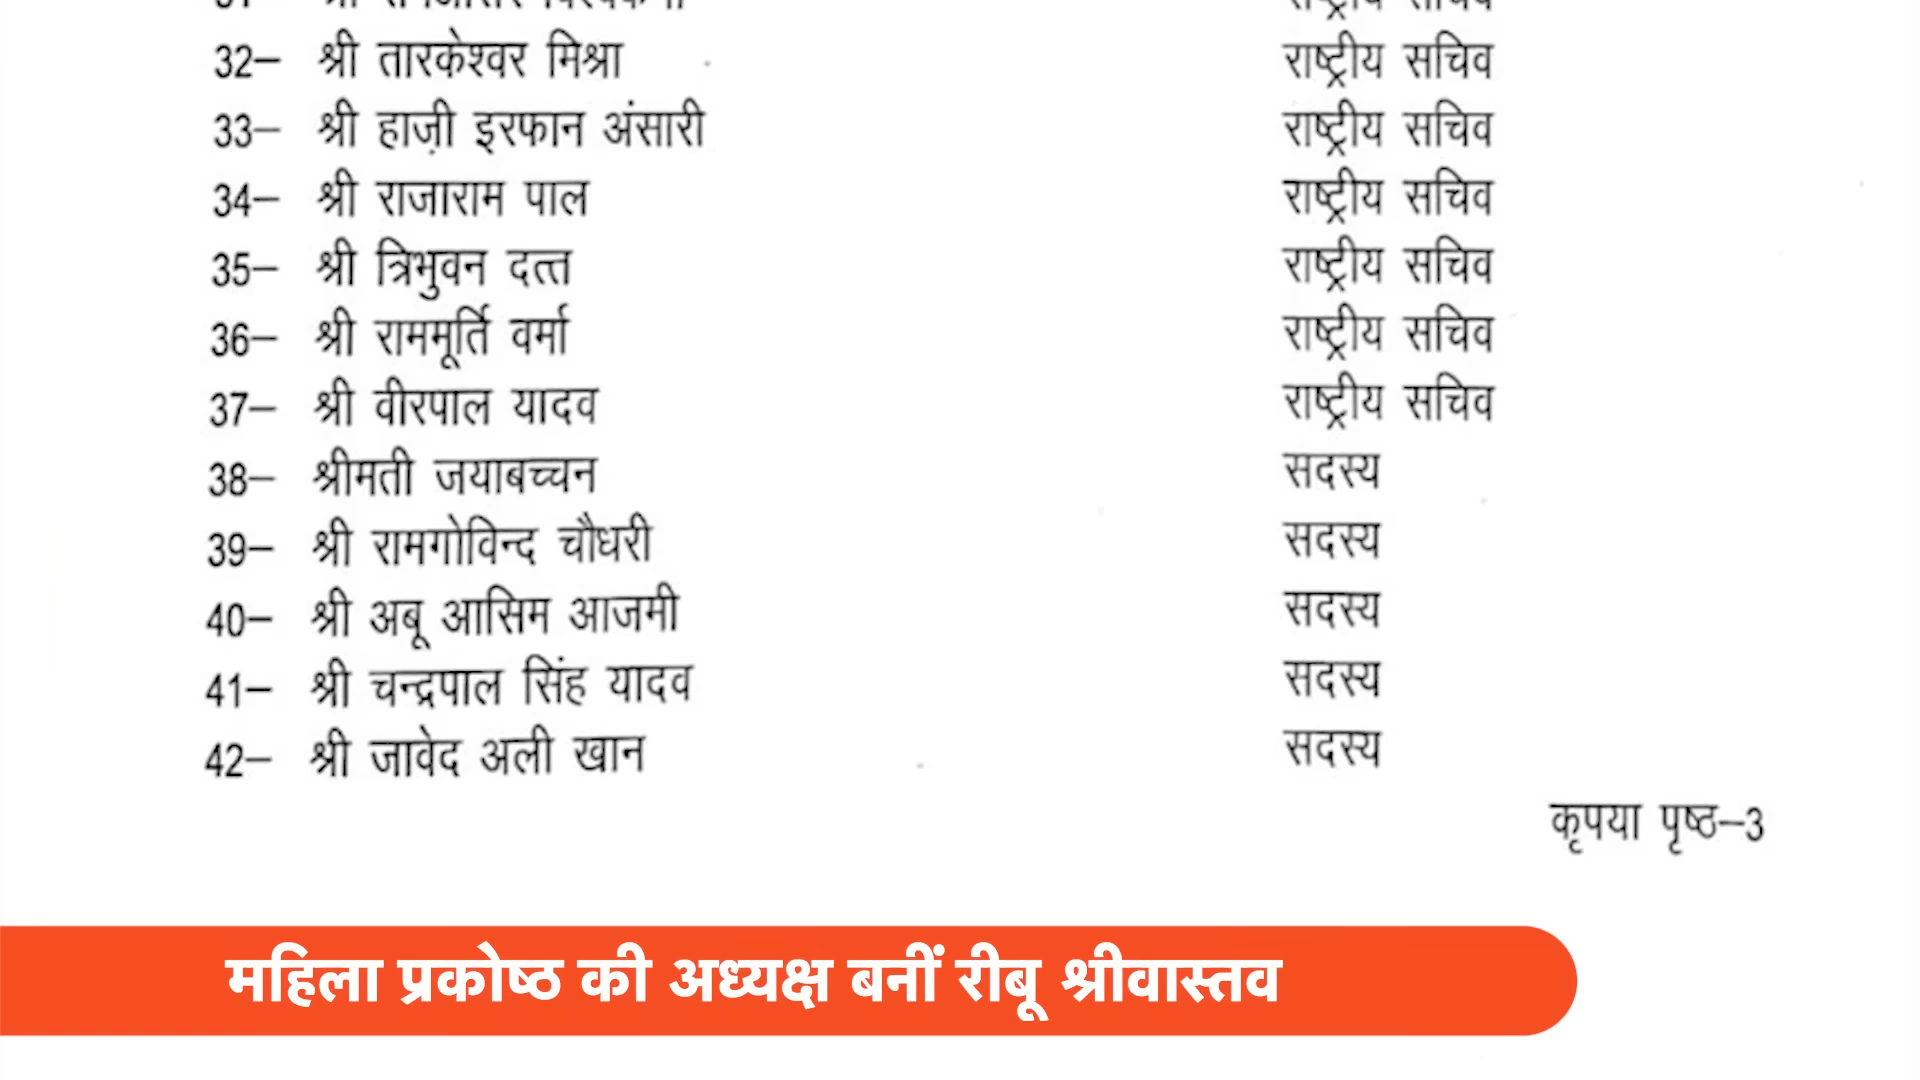 32– श्री तारकेश्वर मिश्रा राष्ट्रीय सचिव
33– श्री हाज़ी इरफान अंसारी राष्ट्रीय सचिव
34– श्री राजाराम पाल राष्ट्रीय सचिव
35– श्री त्रिभुवन दत्त राष्ट्रीय सचिव
36– श्री राममूर्ति वर्मा राष्ट्रीय सचिव
37– श्री वीरपाल यादव राष्ट्रीय सचिव
38– श्रीमती जयाबच्चन सदस्य
39– श्री रामगोविन्द चौधरी सदस्य
40– श्री अबू आसिम आजमी सदस्य
41– श्री चन्द्रपाल सिंह यादव सदस्य
42– श्री जावेद अली खान सदस्य
कृपया पृष्ठ–3
महिला प्रकोष्ठ की अध्यक्ष बनीं रीबू श्रीवास्तव